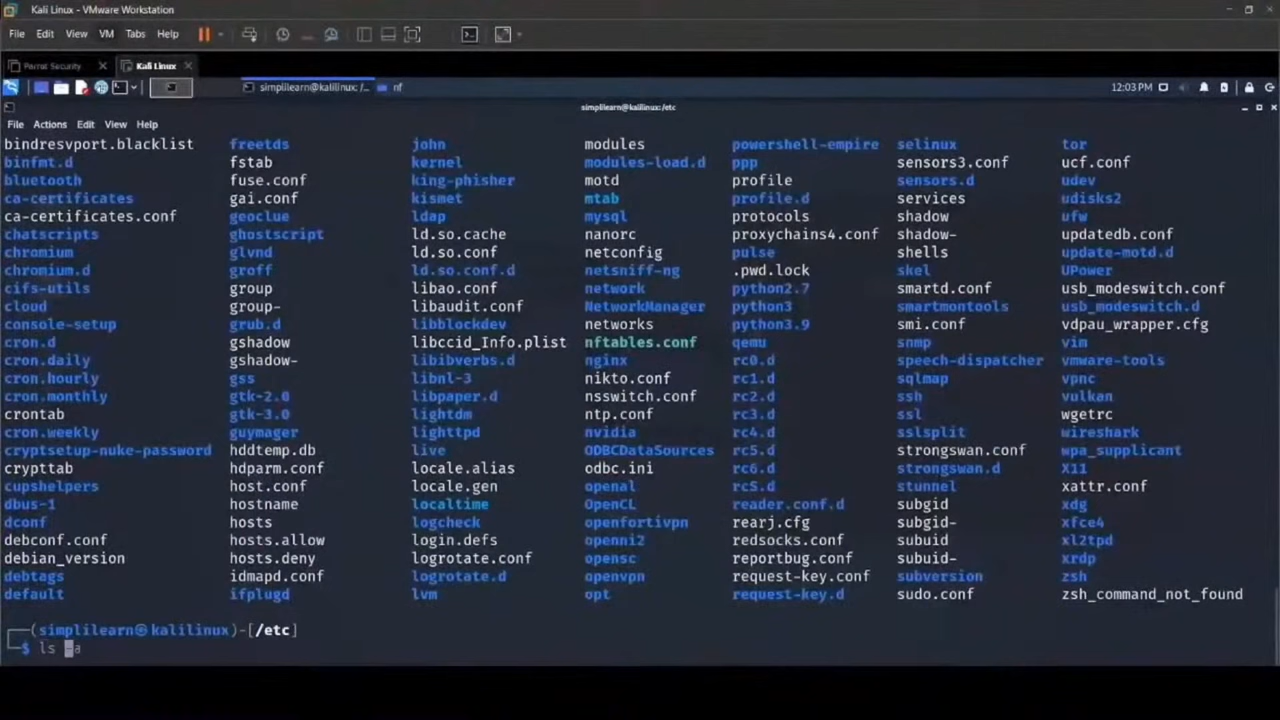 Kali Linux - VMware Workstation
File Edit View VM Tabs Help
Parrot Security Kali Linux
simplilearn@kalilinux: /... nf 12:03 PM
simplilearn@kalilinux: /etc
File Actions Edit View Help
bindresvport.blacklist freetds john modules powershell-empire selinux tor
binfmt.d fstab kernel modules-load.d ppp sensors3.conf ucf.conf
bluetooth fuse.conf king-phisher motd profile sensors.d udev
ca-certificates gai.conf kismet mtab profile.d services udisks2
ca-certificates.conf geoclue ldap mysql protocols shadow ufw
chatscripts ghostscript ld.so.cache nanorc proxychains4.conf shadow- updatedb.conf
chromium glvnd ld.so.conf netconfig pulse shells update-motd.d
chromium.d groff ld.so.conf.d netsniff-ng .pwd.lock skel UPower
cifs-utils group libao.conf network python2.7 smartd.conf usb_modeswitch.conf
cloud group- libaudit.conf NetworkManager python3 smartmontools usb_modeswitch.d
console-setup grub.d libblockdev networks python3.9 smi.conf vdpau_wrapper.cfg
cron.d gshadow libccid_Info.plist nftables.conf qemu snmp vim
cron.daily gshadow- libibverbs.d nginx rc0.d speech-dispatcher vmware-tools
cron.hourly gss libnl-3 nikto.conf rc1.d sqlmap vpnc
cron.monthly gtk-2.0 libpaper.d nsswitch.conf rc2.d ssh vulkan
crontab gtk-3.0 lightdm ntp.conf rc3.d ssl wgetrc
cron.weekly guymager lighttpd nvidia rc4.d sslsplit wireshark
cryptsetup-nuke-password hddtemp.db live ODBCDataSources rc5.d strongswan.conf wpa_supplicant
crypttab hdparm.conf locale.alias odbc.ini rc6.d strongswan.d X11
cupshelpers host.conf locale.gen openal rcS.d stunnel xattr.conf
dbus-1 hostname localtime OpenCL reader.conf.d subgid xdg
dconf hosts logcheck openfortivpn rearj.cfg subgid- xfce4
debconf.conf hosts.allow login.defs openni2 redsocks.conf subuid xl2tpd
debian_version hosts.deny logrotate.conf opensc reportbug.conf subuid- xrdp
debtags idmapd.conf logrotate.d openvpn request-key.conf subversion zsh
default ifplugd lvm opt request-key.d sudo.conf zsh_command_not_found
(simplilearn㉿kalilinux)-[/etc]
$ ls -a